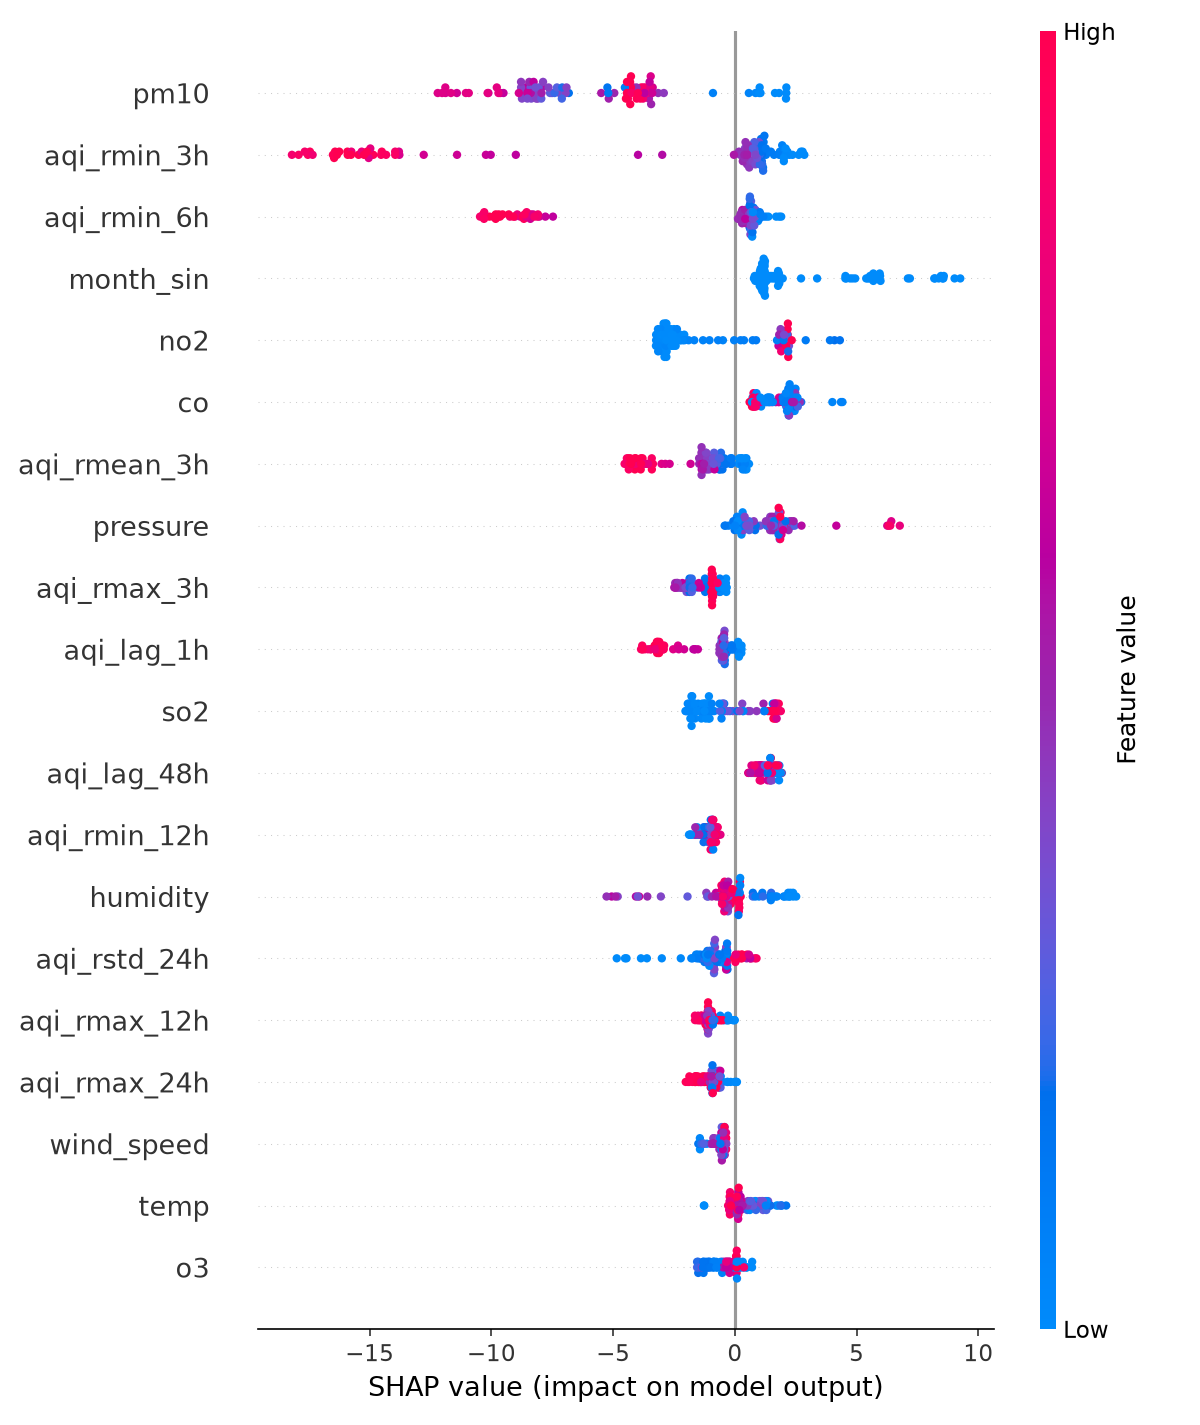 High
pm10
aqi_rmin_3h
aqi_rmin_6h
month_sin
no2
co
aqi_rmean_3h
pressure
aqi_rmax_3h
aqi_lag_1h
so2
aqi_lag_48h
aqi_rmin_12h
humidity
aqi_rstd_24h
aqi_rmax_12h
aqi_rmax_24h
wind_speed
temp
o3
Feature value
Low
−15 −10 −5 0 5 10
SHAP value (impact on model output)